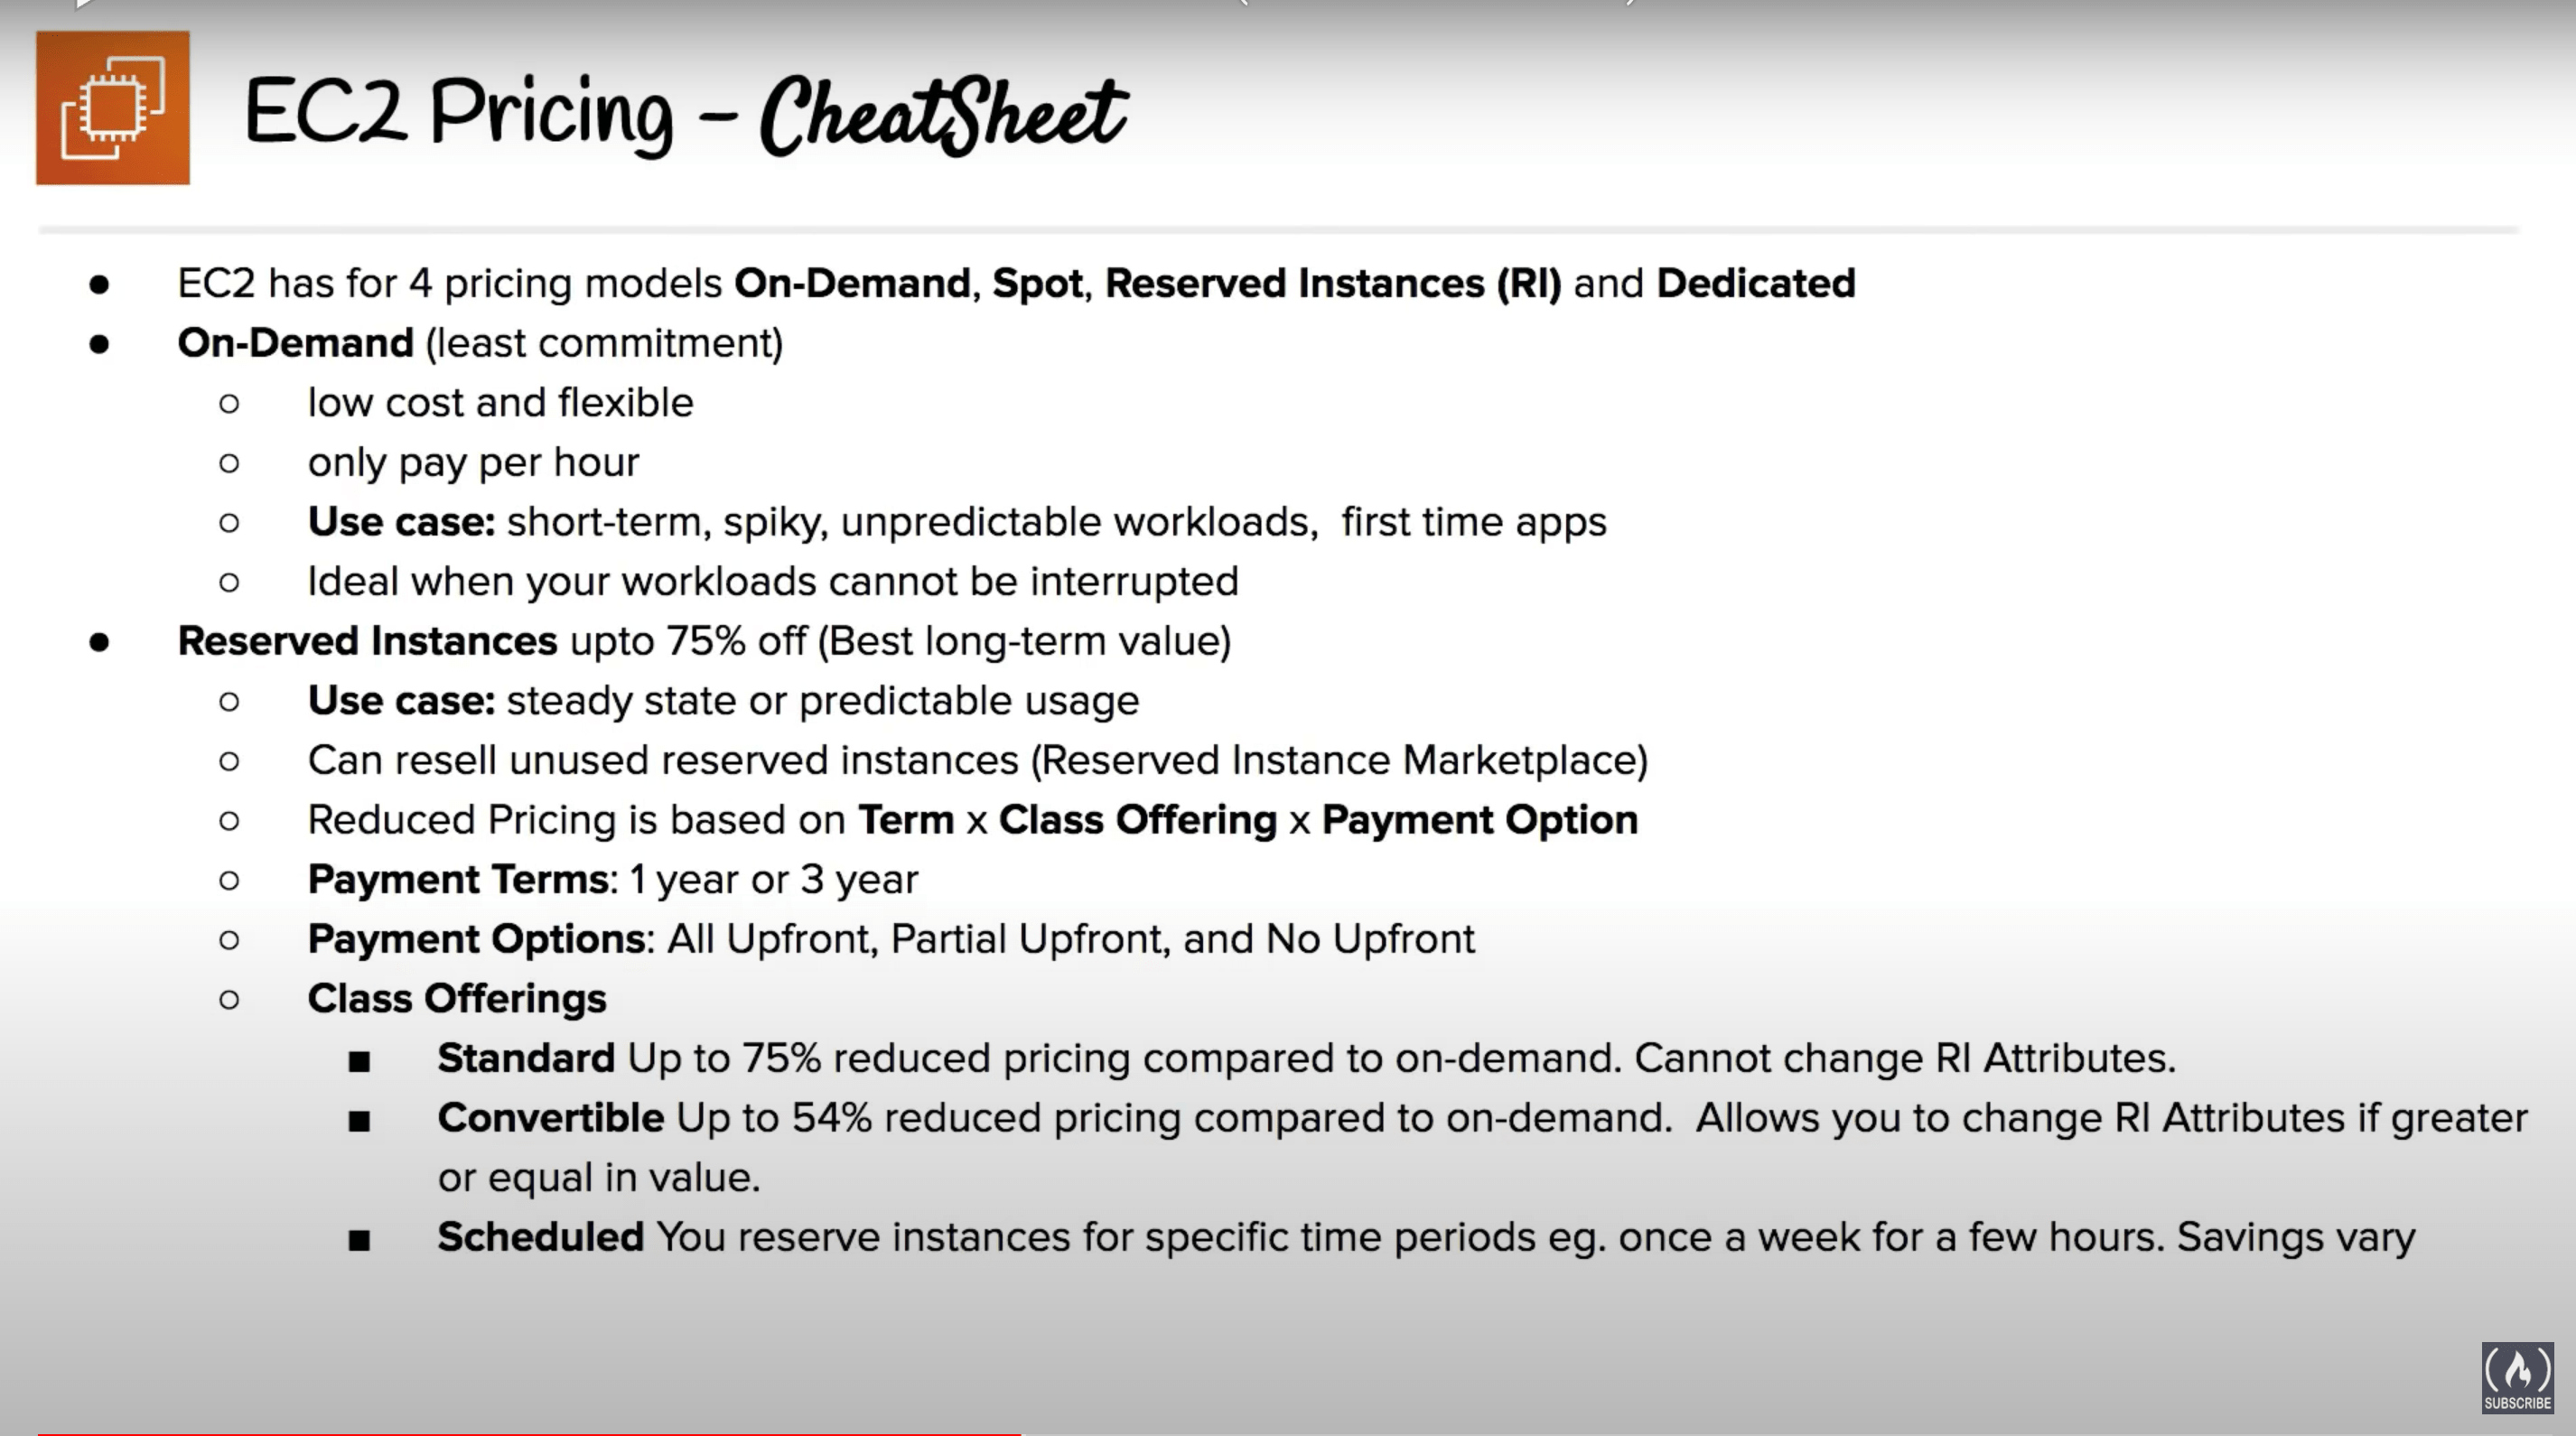 EC2 Pricing - CheatSheet
● EC2 has for 4 pricing models On-Demand, Spot, Reserved Instances (RI) and Dedicated
● On-Demand (least commitment)
○ low cost and flexible
○ only pay per hour
○ Use case: short-term, spiky, unpredictable workloads,  first time apps
○ Ideal when your workloads cannot be interrupted
● Reserved Instances upto 75% off (Best long-term value)
○ Use case: steady state or predictable usage
○ Can resell unused reserved instances (Reserved Instance Marketplace)
○ Reduced Pricing is based on Term x Class Offering x Payment Option
○ Payment Terms: 1 year or 3 year
○ Payment Options: All Upfront, Partial Upfront, and No Upfront
○ Class Offerings
■ Standard Up to 75% reduced pricing compared to on-demand. Cannot change RI Attributes.
■ Convertible Up to 54% reduced pricing compared to on-demand.  Allows you to change RI Attributes if greater
or equal in value.
■ Scheduled You reserve instances for specific time periods eg. once a week for a few hours. Savings vary
SUBSCRIBE